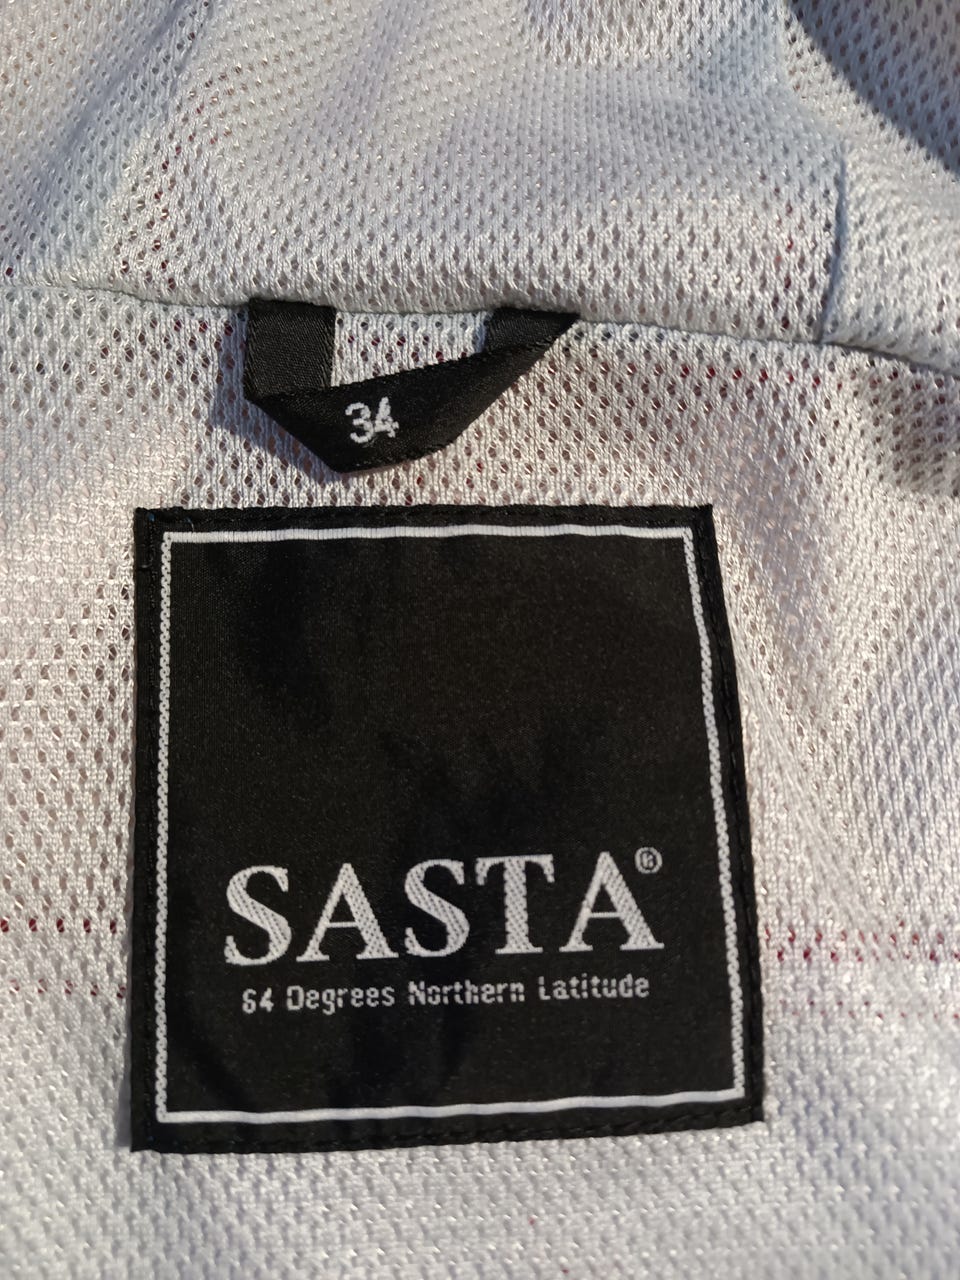 34
SASTA®
64 Degrees Northern Latitude